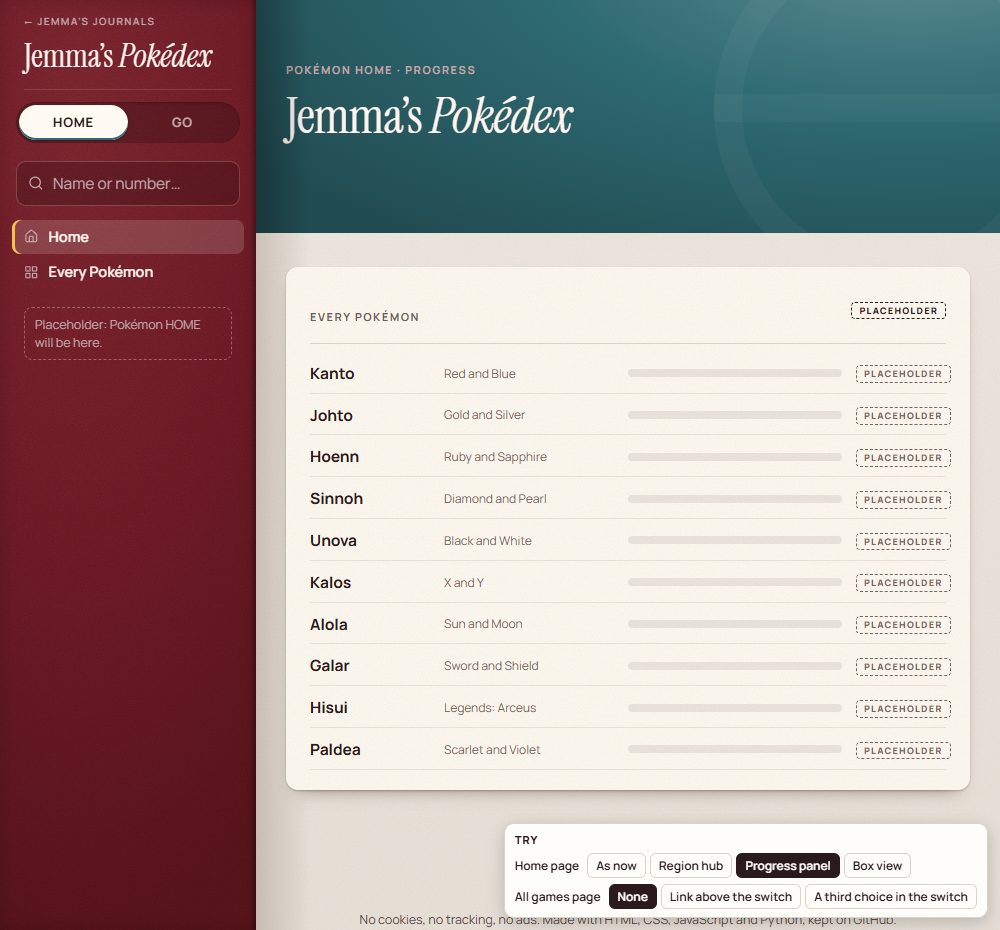 ← JEMMA'S JOURNALS
Jemma's Pokédex
HOME GO
Name or number...
Home
Every Pokémon
Placeholder: Pokémon HOME
will be here.
POKÉMON HOME · PROGRESS
Jemma's Pokédex
EVERY POKÉMON PLACEHOLDER
Kanto Red and Blue PLACEHOLDER
Johto Gold and Silver PLACEHOLDER
Hoenn Ruby and Sapphire PLACEHOLDER
Sinnoh Diamond and Pearl PLACEHOLDER
Unova Black and White PLACEHOLDER
Kalos X and Y PLACEHOLDER
Alola Sun and Moon PLACEHOLDER
Galar Sword and Shield PLACEHOLDER
Hisui Legends: Arceus PLACEHOLDER
Paldea Scarlet and Violet PLACEHOLDER
TRY
Home page As now Region hub Progress panel Box view
All games page None Link above the switch A third choice in the switch
No cookies, no tracking, no ads. Made with HTML, CSS, JavaScript and Python, kept on GitHub.